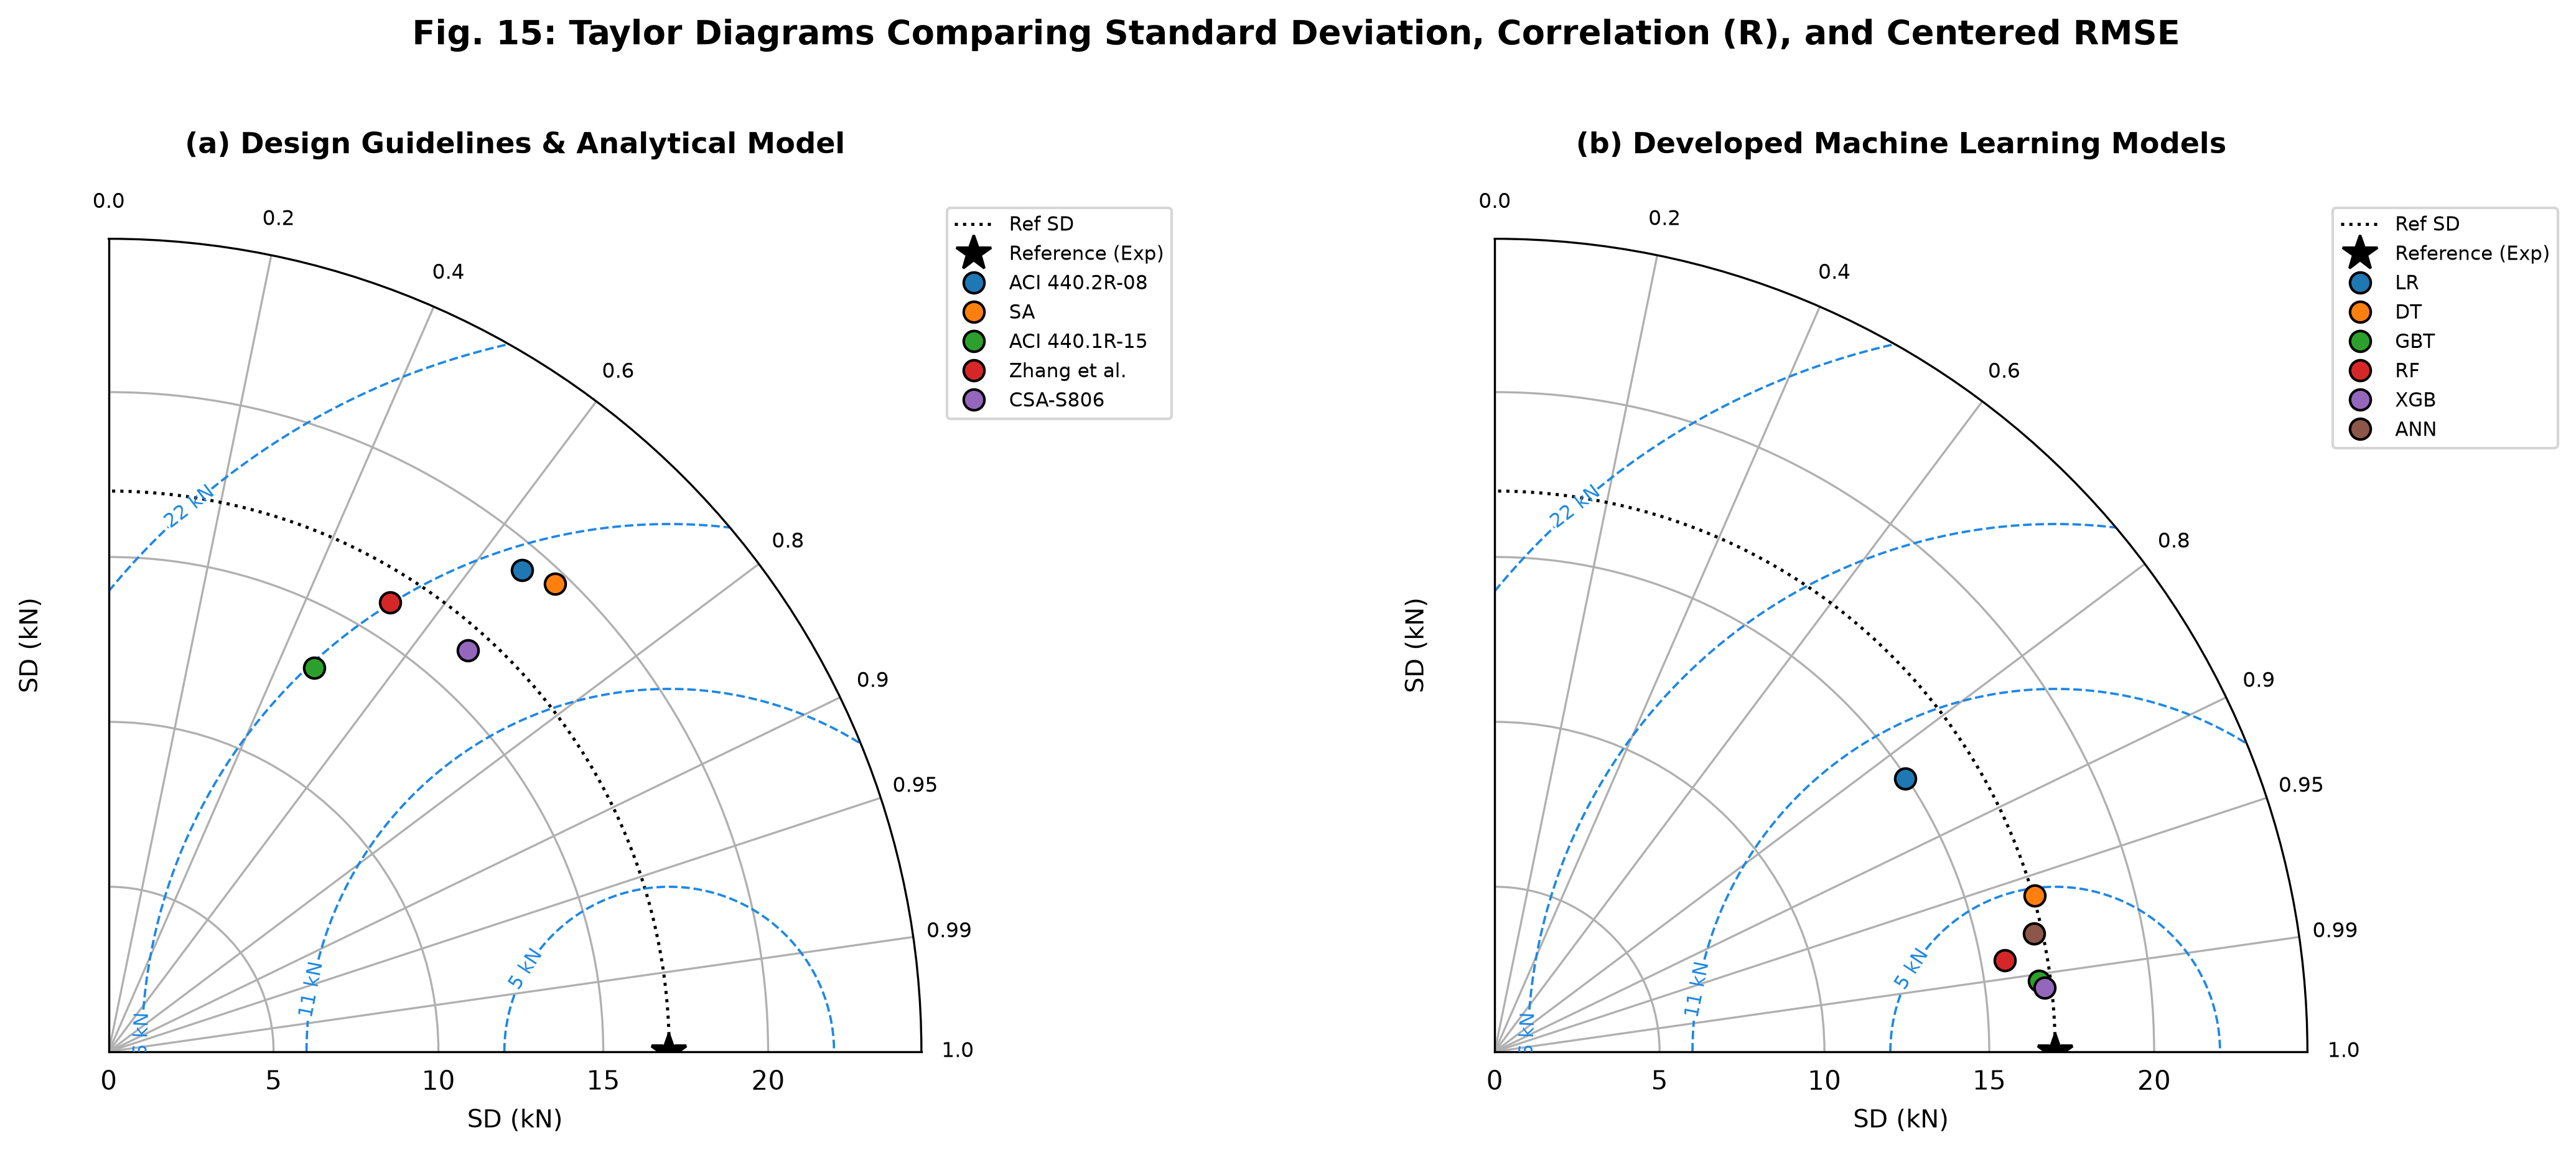 Fig. 15: Taylor Diagrams Comparing Standard Deviation, Correlation (R), and Centered RMSE
(a) Design Guidelines & Analytical Model
0.0
0.2
0.4
0.6
0.8
0.9
0.95
0.99
1.0
22 kN
11 kN
5 kN
kN
SD (kN)
0 5 10 15 20
SD (kN)
Ref SD
Reference (Exp)
ACI 440.2R-08
SA
ACI 440.1R-15
Zhang et al.
CSA-S806
(b) Developed Machine Learning Models
0.0
0.2
0.4
0.6
0.8
0.9
0.95
0.99
1.0
22 kN
11 kN
5 kN
kN
SD (kN)
0 5 10 15 20
SD (kN)
Ref SD
Reference (Exp)
LR
DT
GBT
RF
XGB
ANN